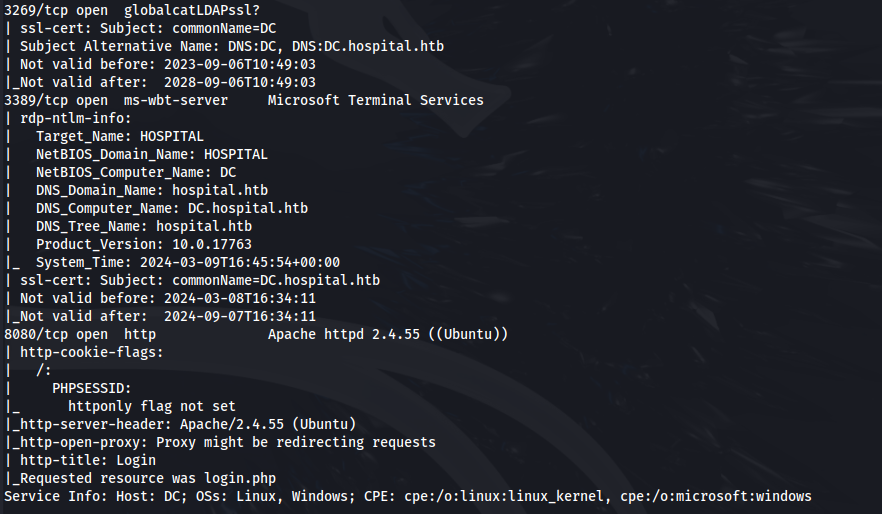 3269/tcp open  globalcatLDAPssl?
| ssl-cert: Subject: commonName=DC
| Subject Alternative Name: DNS:DC, DNS:DC.hospital.htb
| Not valid before: 2023-09-06T10:49:03
|_Not valid after:  2028-09-06T10:49:03
3389/tcp open  ms-wbt-server     Microsoft Terminal Services
| rdp-ntlm-info:
|   Target_Name: HOSPITAL
|   NetBIOS_Domain_Name: HOSPITAL
|   NetBIOS_Computer_Name: DC
|   DNS_Domain_Name: hospital.htb
|   DNS_Computer_Name: DC.hospital.htb
|   DNS_Tree_Name: hospital.htb
|   Product_Version: 10.0.17763
|_  System_Time: 2024-03-09T16:45:54+00:00
| ssl-cert: Subject: commonName=DC.hospital.htb
| Not valid before: 2024-03-08T16:34:11
|_Not valid after:  2024-09-07T16:34:11
8080/tcp open  http              Apache httpd 2.4.55 ((Ubuntu))
| http-cookie-flags:
|   /:
|     PHPSESSID:
|_      httponly flag not set
|_http-server-header: Apache/2.4.55 (Ubuntu)
|_http-open-proxy: Proxy might be redirecting requests
| http-title: Login
|_Requested resource was login.php
Service Info: Host: DC; OSs: Linux, Windows; CPE: cpe:/o:linux:linux_kernel, cpe:/o:microsoft:windows